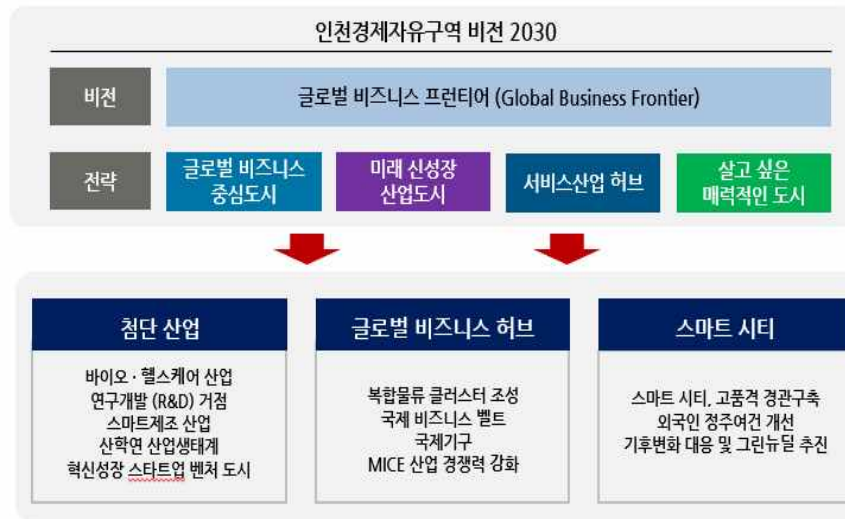 인천경제자유구역 비전 2030
비전
글로벌 비즈니스 프런티어 (Global Business Frontier)
전략
글로벌 비즈니스
중심도시
미래 신성장
산업도시
서비스산업 허브
살고 싶은
매력적인 도시
첨단 산업
바이오 · 헬스케어 산업
연구개발 (R&D) 거점
스마트제조 산업
산학연 산업생태계
혁신성장 스타트업 벤처 도시
글로벌 비즈니스 허브
복합물류 클러스터 조성
국제 비즈니스 벨트
국제기구
MICE 산업 경쟁력 강화
스마트 시티
스마트 시티, 고품격 경관구축
외국인 정주여건 개선
기후변화 대응 및 그린뉴딜 추진